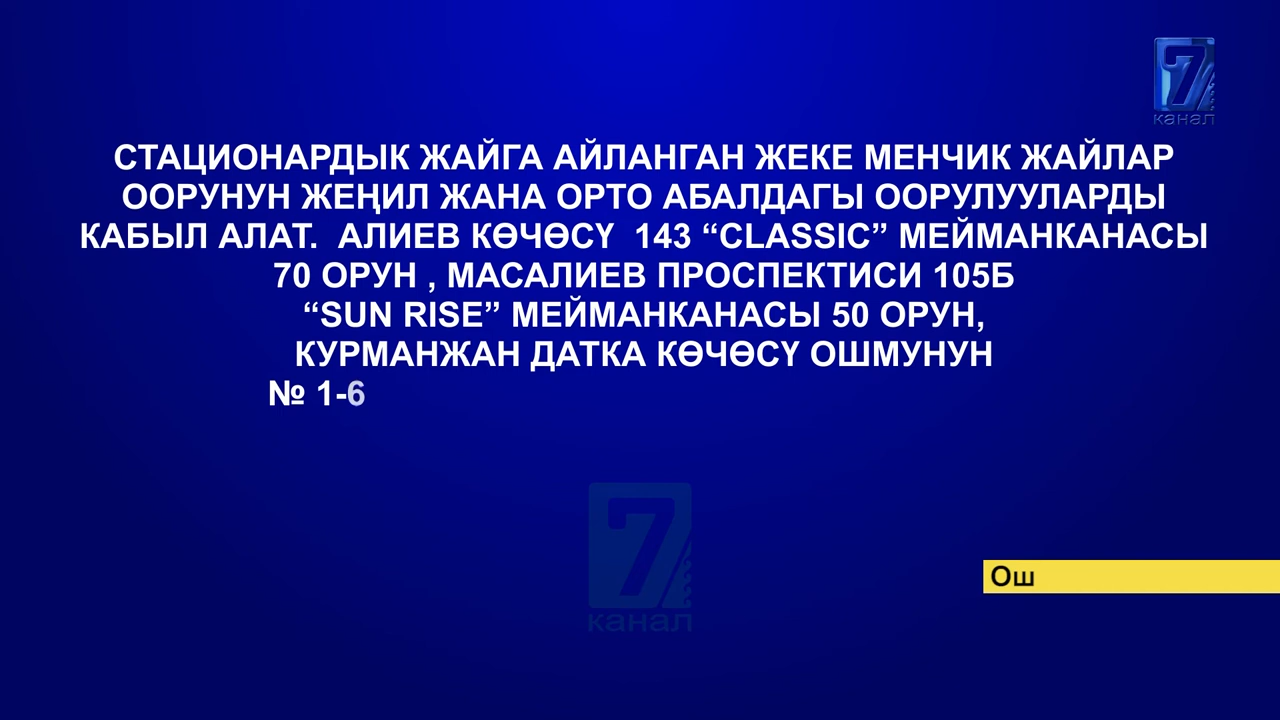 7
канал
СТАЦИОНАРДЫК ЖАЙГА АЙЛАНГАН ЖЕКЕ МЕНЧИК ЖАЙЛАР
ООРУНУН ЖЕҢИЛ ЖАНА ОРТО АБАЛДАГЫ ООРУЛУУЛАРДЫ
КАБЫЛ АЛАТ.  АЛИЕВ КӨЧӨСҮ  143 “CLASSIC” МЕЙМАНКАНАСЫ
70 ОРУН , МАСАЛИЕВ ПРОСПЕКТИСИ 105Б
“SUN RISE” МЕЙМАНКАНАСЫ 50 ОРУН,
КУРМАНЖАН ДАТКА КӨЧӨСҮ ОШМУНУН
№ 1-6
7
канал
Ош